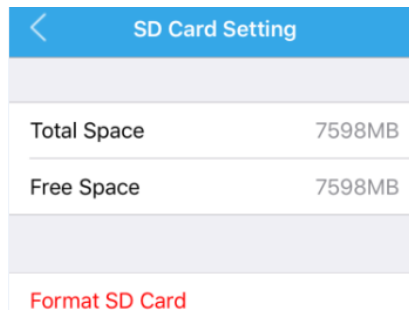 SD Card Setting
Total Space 7598MB
Free Space 7598MB
Format SD Card